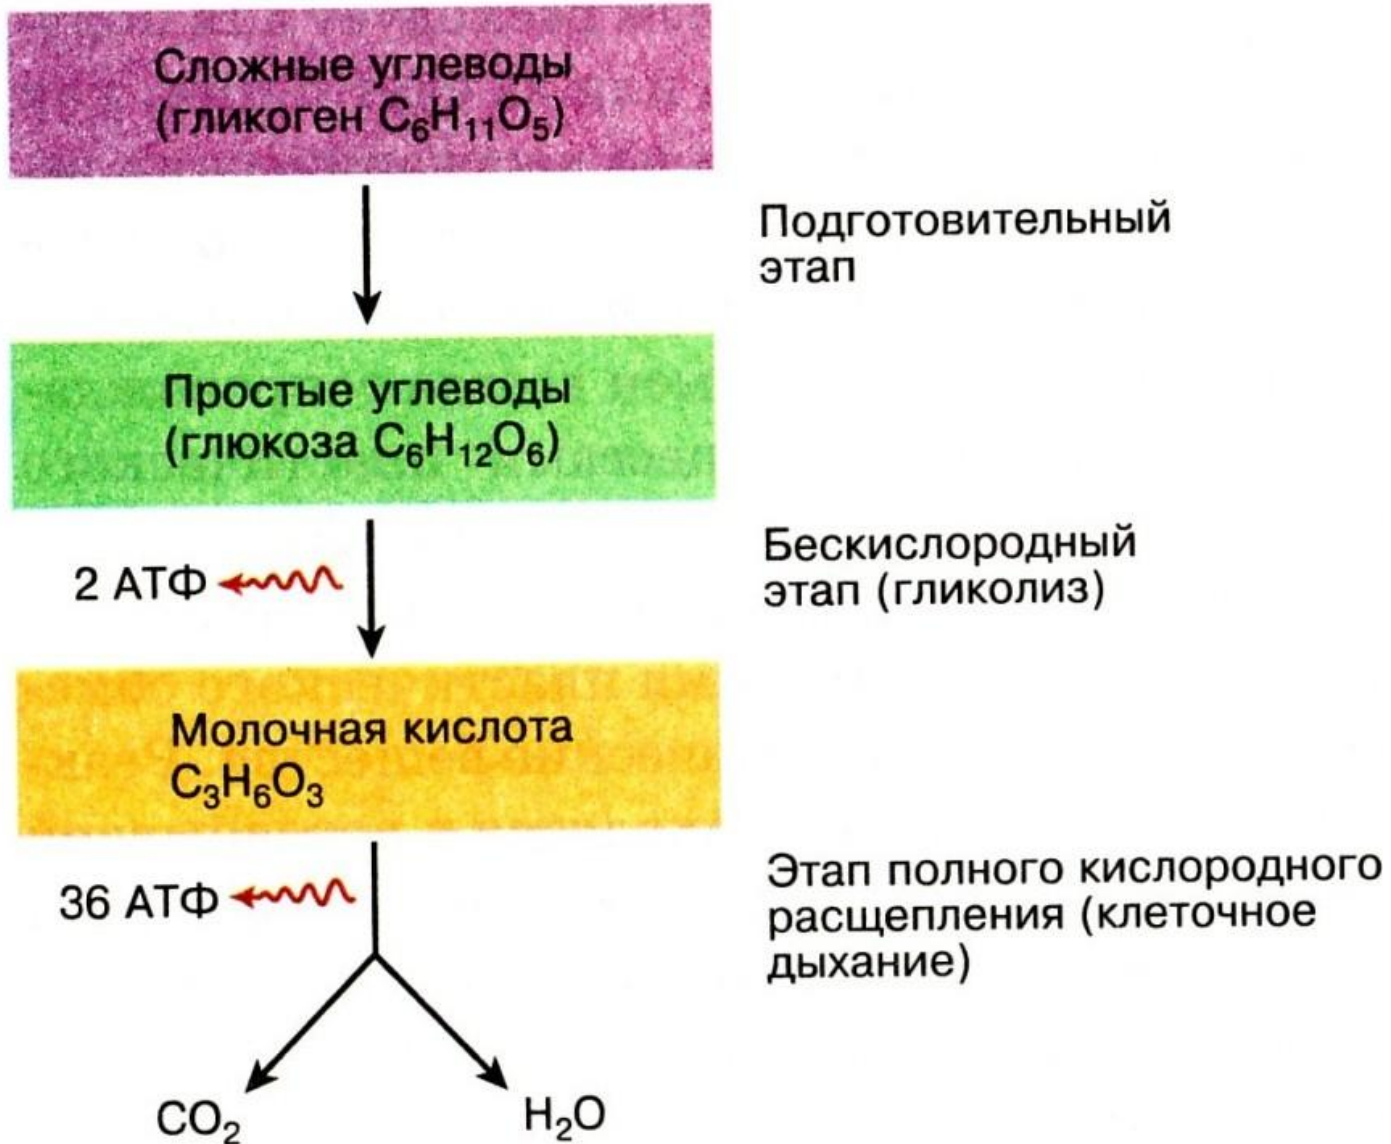 Сложные углеводы
(гликоген C₆H₁₁O₅)
Подготовительный
этап
Простые углеводы
(глюкоза C₆H₁₂O₆)
2 АТФ
Бескислородный
этап (гликолиз)
Молочная кислота
C₃H₆O₃
36 АТФ
Этап полного кислородного
расщепления (клеточное
дыхание)
CO₂
H₂O